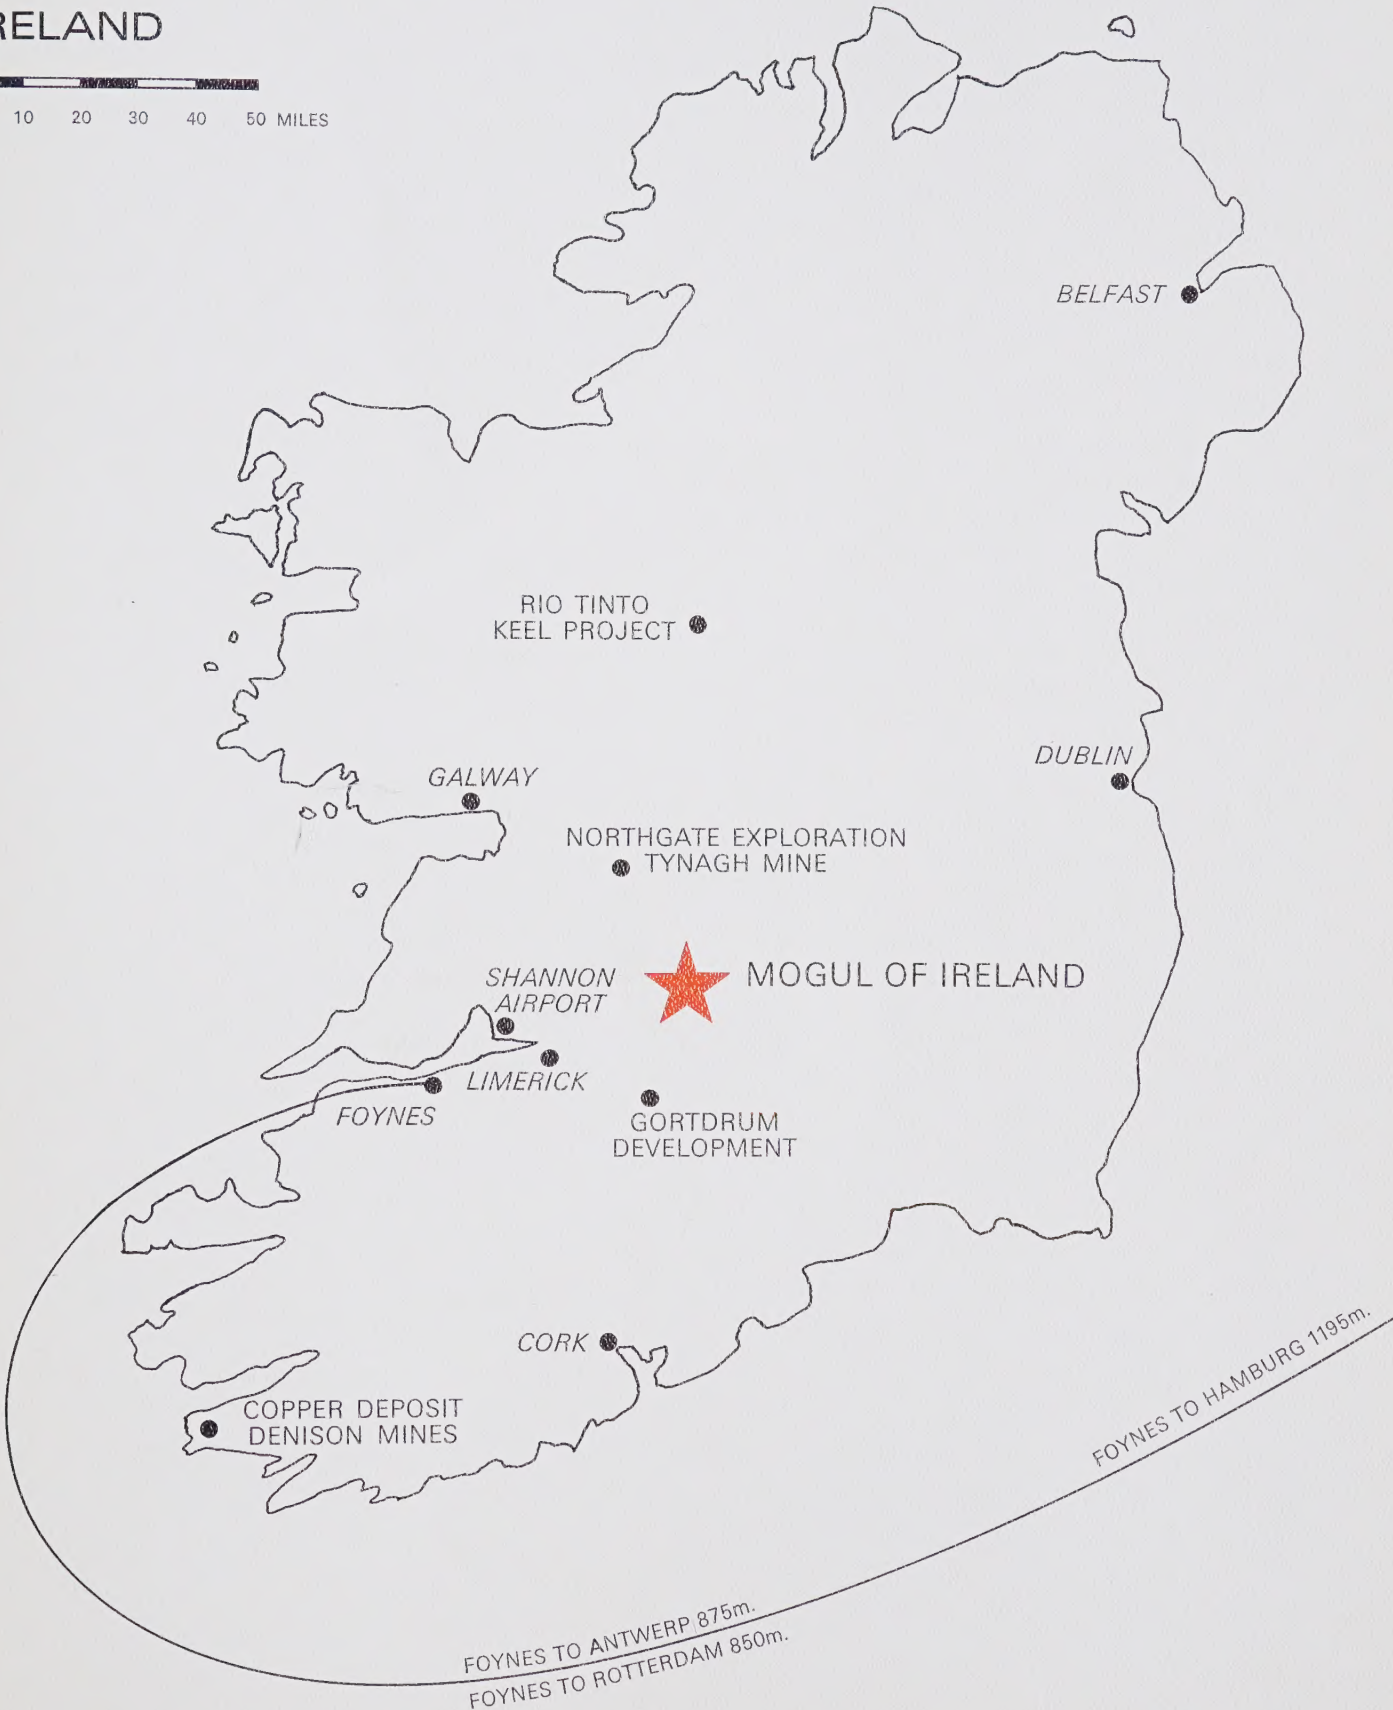 RELAND
10 20 30 40 50 MILES
BELFAST
RIO TINTO
KEEL PROJECT
DUBLIN
GALWAY
NORTHGATE EXPLORATION
TYNAGH MINE
SHANNON
AIRPORT
MOGUL OF IRELAND
LIMERICK
FOYNES
GORTDRUM
DEVELOPMENT
CORK
COPPER DEPOSIT
DENISON MINES
FOYNES TO HAMBURG 1195m.
FOYNES TO ANTWERP 875m.
FOYNES TO ROTTERDAM 850m.